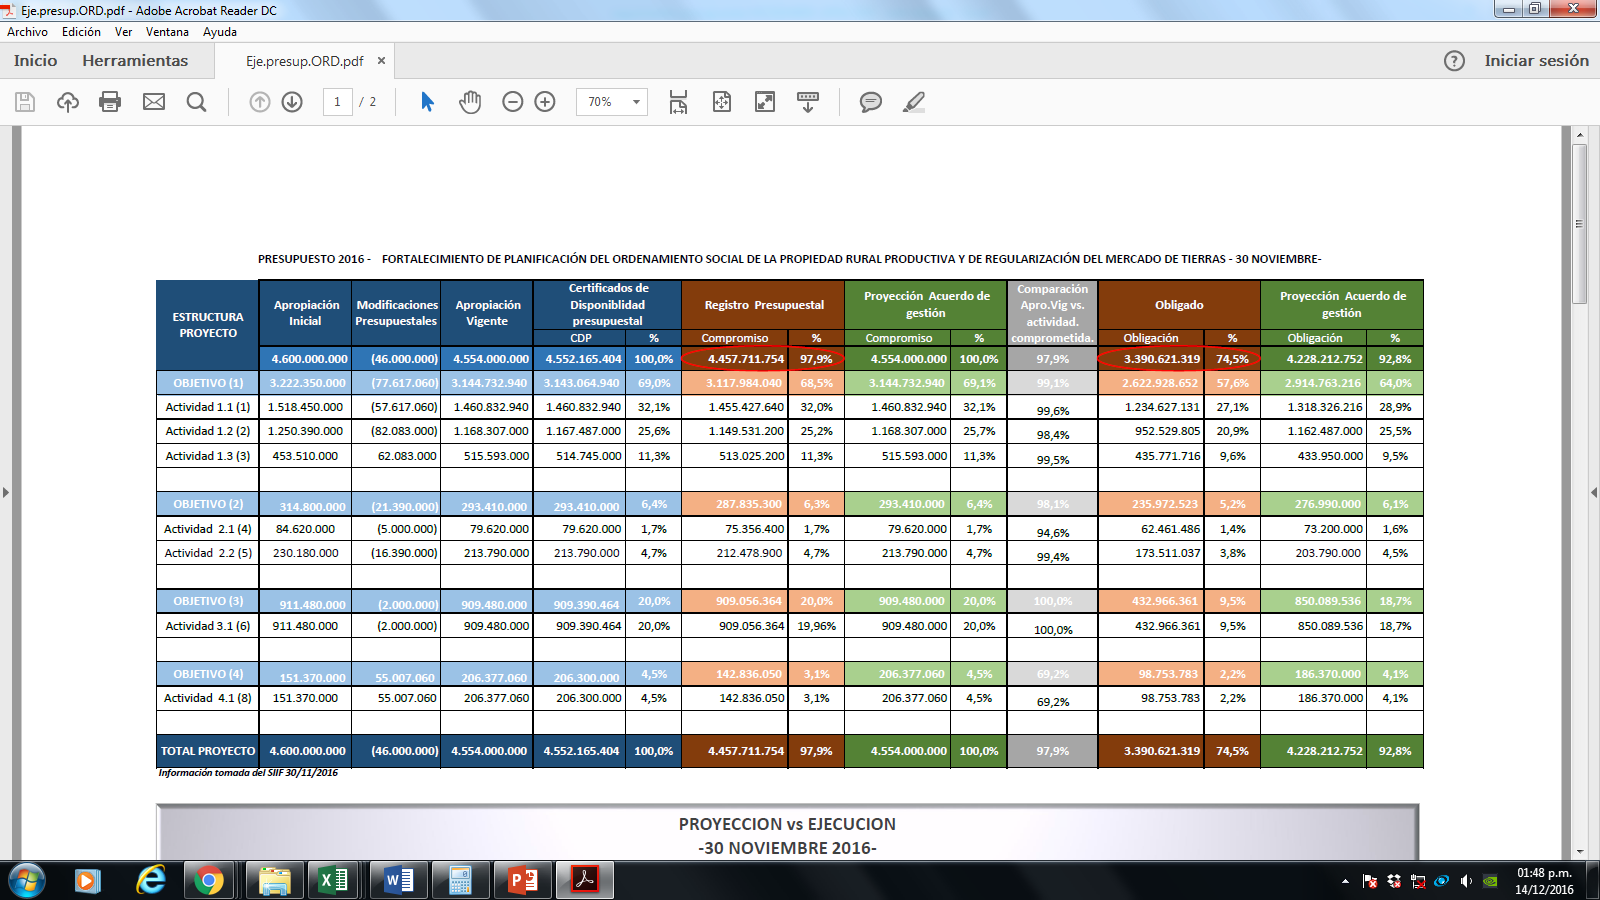 Eje.presup.ORD.pdf - Adobe Acrobat Reader DC
Archivo Edición Ver Ventana Ayuda
Inicio Herramientas Eje.presup.ORD.pdf × ? Iniciar sesión
1 / 2 70%
PRESUPUESTO 2016 - FORTALECIMIENTO DE PLANIFICACIÓN DEL ORDENAMIENTO SOCIAL DE LA PROPIEDAD RURAL PRODUCTIVA Y DE REGULARIZACIÓN DEL MERCADO DE TIERRAS - 30 NOVIEMBRE-
ESTRUCTURA PROYECTO Apropiación Inicial Modificaciones Presupuestales Apropiación Vigente Certificados de Disponiblidad presupuestal Registro Presupuestal Proyección Acuerdo de gestión Comparación Apro.Vig vs. actividad. comprometida. Obligado Proyección Acuerdo de gestión
CDP % Compromiso % Compromiso % Obligación % Obligación %
4.600.000.000 (46.000.000) 4.554.000.000 4.552.165.404 100,0% 4.457.711.754 97,9% 4.554.000.000 100,0% 97,9% 3.390.621.319 74,5% 4.228.212.752 92,8%
OBJETIVO (1) 3.222.350.000 (77.617.060) 3.144.732.940 3.143.064.940 69,0% 3.117.984.040 68,5% 3.144.732.940 69,1% 99,1% 2.622.928.652 57,6% 2.914.763.216 64,0%
Actividad 1.1 (1) 1.518.450.000 (57.617.060) 1.460.832.940 1.460.832.940 32,1% 1.455.427.640 32,0% 1.460.832.940 32,1% 99,6% 1.234.627.131 27,1% 1.318.326.216 28,9%
Actividad 1.2 (2) 1.250.390.000 (82.083.000) 1.168.307.000 1.167.487.000 25,6% 1.149.531.200 25,2% 1.168.307.000 25,7% 98,4% 952.529.805 20,9% 1.162.487.000 25,5%
Actividad 1.3 (3) 453.510.000 62.083.000 515.593.000 514.745.000 11,3% 513.025.200 11,3% 515.593.000 11,3% 99,5% 435.771.716 9,6% 433.950.000 9,5%
OBJETIVO (2) 314.800.000 (21.390.000) 293.410.000 293.410.000 6,4% 287.835.300 6,3% 293.410.000 6,4% 98,1% 235.972.523 5,2% 276.990.000 6,1%
Actividad 2.1 (4) 84.620.000 (5.000.000) 79.620.000 79.620.000 1,7% 75.356.400 1,7% 79.620.000 1,7% 94,6% 62.461.486 1,4% 73.200.000 1,6%
Actividad 2.2 (5) 230.180.000 (16.390.000) 213.790.000 213.790.000 4,7% 212.478.900 4,7% 213.790.000 4,7% 99,4% 173.511.037 3,8% 203.790.000 4,5%
OBJETIVO (3) 911.480.000 (2.000.000) 909.480.000 909.390.464 20,0% 909.056.364 20,0% 909.480.000 20,0% 100,0% 432.966.361 9,5% 850.089.536 18,7%
Actividad 3.1 (6) 911.480.000 (2.000.000) 909.480.000 909.390.464 20,0% 909.056.364 19,96% 909.480.000 20,0% 100,0% 432.966.361 9,5% 850.089.536 18,7%
OBJETIVO (4) 151.370.000 55.007.060 206.377.060 206.300.000 4,5% 142.836.050 3,1% 206.377.060 4,5% 69,2% 98.753.783 2,2% 186.370.000 4,1%
Actividad 4.1 (8) 151.370.000 55.007.060 206.377.060 206.300.000 4,5% 142.836.050 3,1% 206.377.060 4,5% 69,2% 98.753.783 2,2% 186.370.000 4,1%
TOTAL PROYECTO 4.600.000.000 (46.000.000) 4.554.000.000 4.552.165.404 100,0% 4.457.711.754 97,9% 4.554.000.000 100,0% 97,9% 3.390.621.319 74,5% 4.228.212.752 92,8%
Información tomada del SIIF 30/11/2016
PROYECCION vs EJECUCION
-30 NOVIEMBRE 2016-
01:48 p.m.
14/12/2016